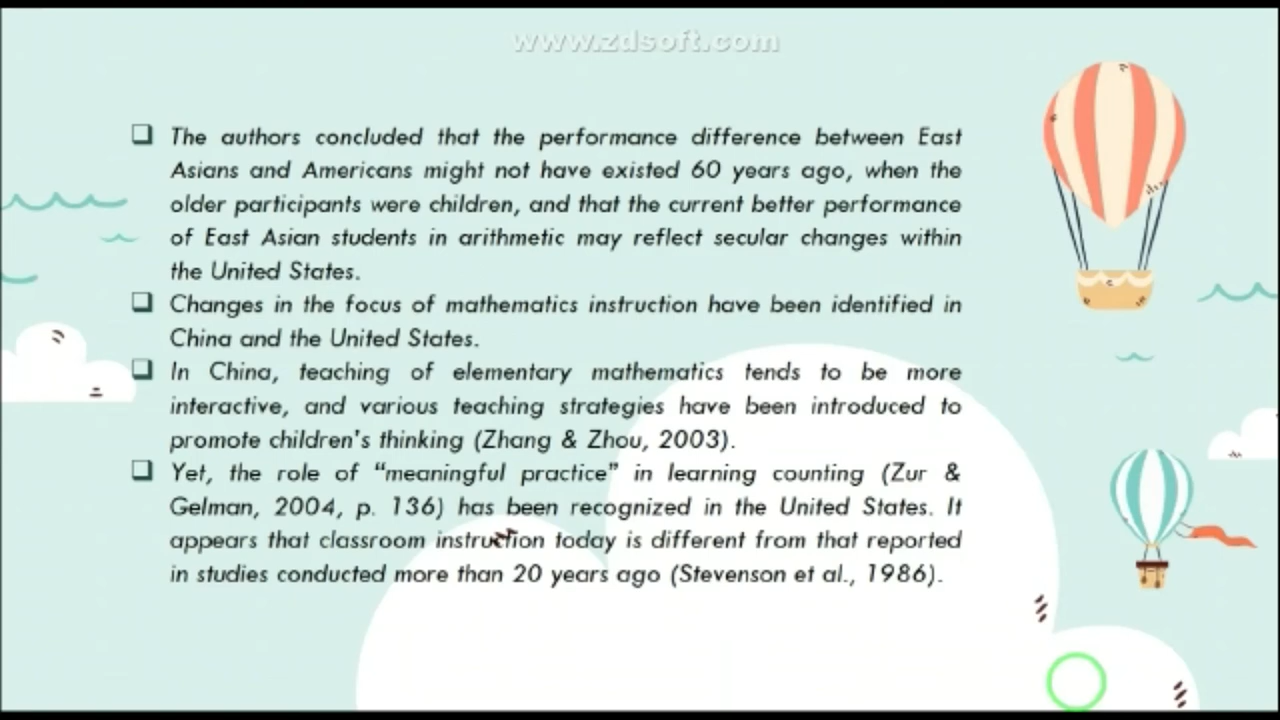 www.zdsoft.com
❑ The authors concluded that the performance difference between East
Asians and Americans might not have existed 60 years ago, when the
older participants were children, and that the current better performance
of East Asian students in arithmetic may reflect secular changes within
the United States.
❑ Changes in the focus of mathematics instruction have been identified in
China and the United States.
❑ In China, teaching of elementary mathematics tends to be more
interactive, and various teaching strategies have been introduced to
promote children's thinking (Zhang & Zhou, 2003).
❑ Yet, the role of “meaningful practice” in learning counting (Zur &
Gelman, 2004, p. 136) has been recognized in the United States. It
appears that classroom instruction today is different from that reported
in studies conducted more than 20 years ago (Stevenson et al., 1986).